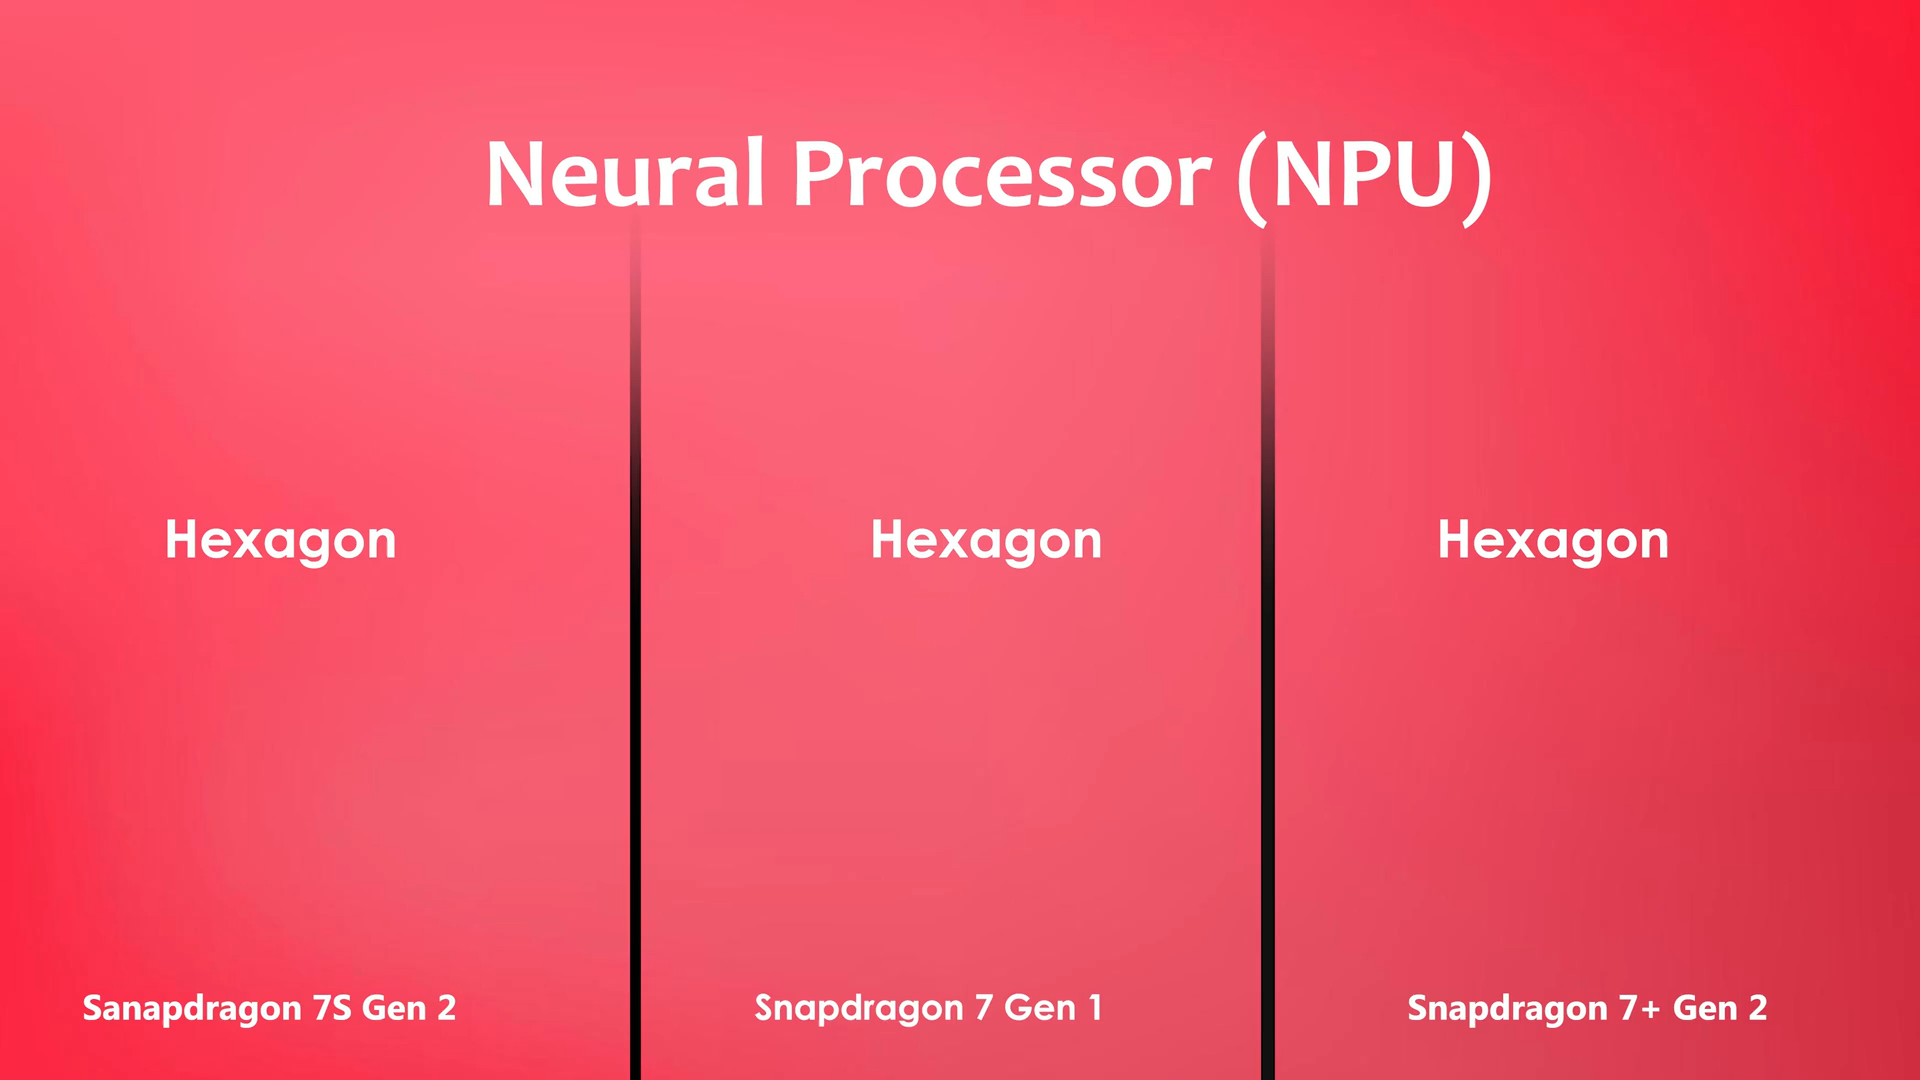 Neural Processor (NPU)
Hexagon
Hexagon
Hexagon
Sanapdragon 7S Gen 2
Snapdragon 7 Gen 1
Snapdragon 7+ Gen 2